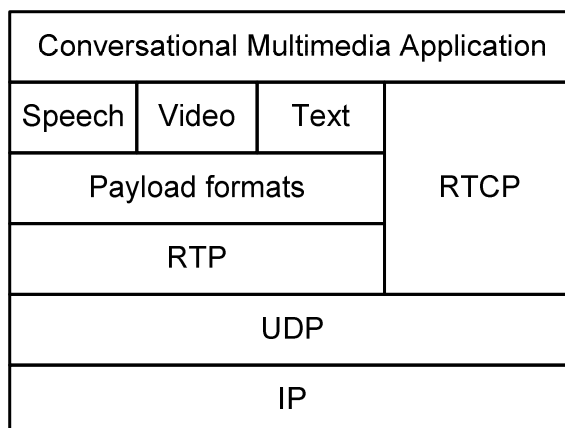 Conversational Multimedia Application
Speech
Video
Text
Payload formats
RTCP
RTP
UDP
IP